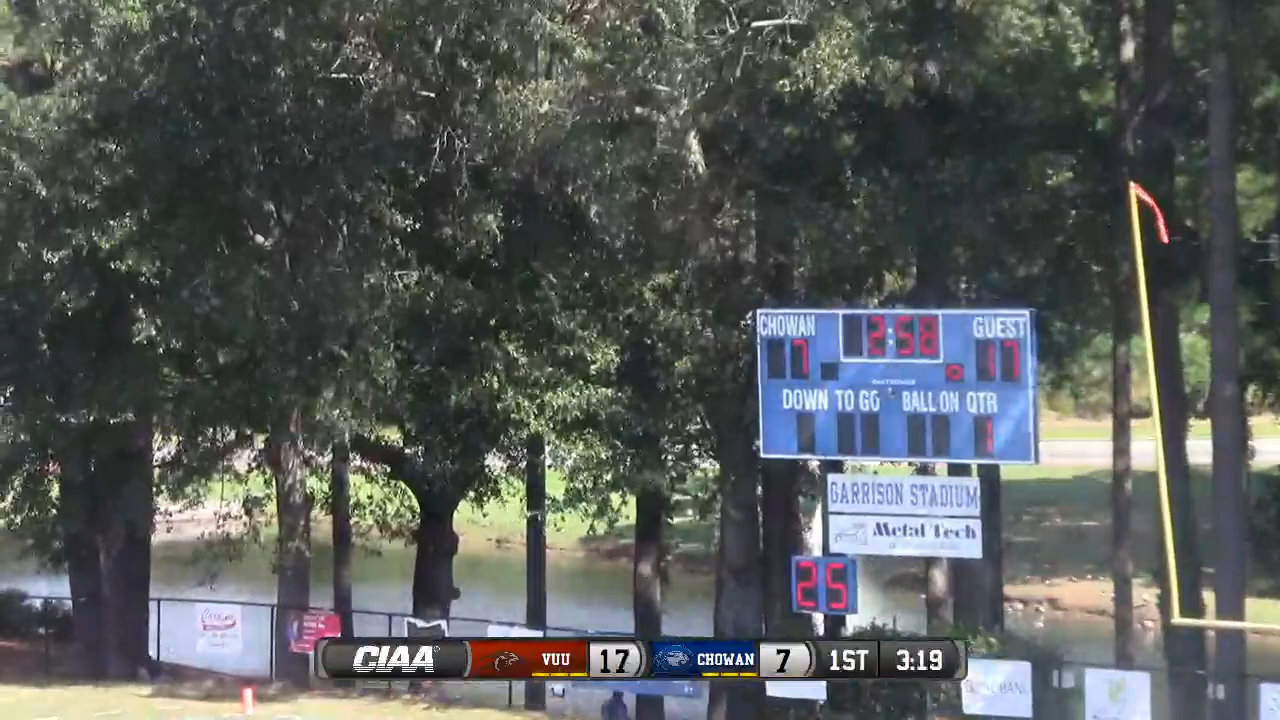 CHOWAN 2:58 GUEST
7 17
DOWN TO GO BALL ON QTR
1
GARRISON STADIUM
Metal Tech
25
CIAA VUU 17 CHOWAN 7 1ST 3:19